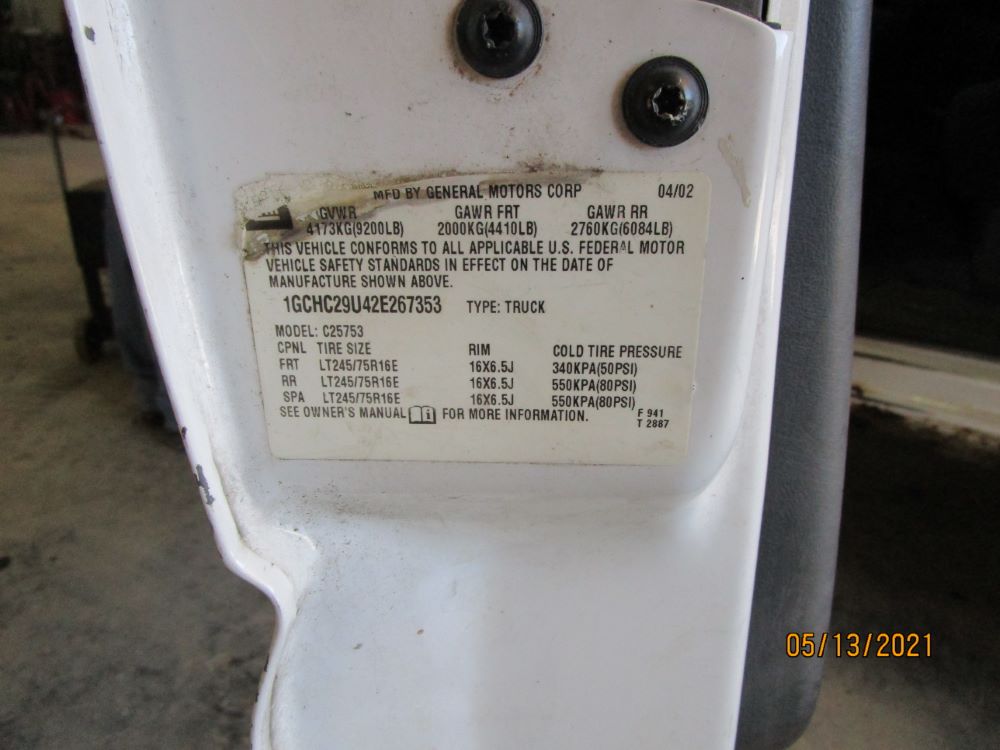 MFD BY GENERAL MOTORS CORP 04/02
GVWR GAWR FRT GAWR RR
4173KG(9200LB) 2000KG(4410LB) 2760KG(6084LB)
THIS VEHICLE CONFORMS TO ALL APPLICABLE U.S. FEDERAL MOTOR
VEHICLE SAFETY STANDARDS IN EFFECT ON THE DATE OF
MANUFACTURE SHOWN ABOVE.
1GCHC29U42E267353 TYPE: TRUCK
MODEL: C25753
CPNL TIRE SIZE RIM COLD TIRE PRESSURE
FRT LT245/75R16E 16X6.5J 340KPA(50PSI)
RR LT245/75R16E 16X6.5J 550KPA(80PSI)
SPA LT245/75R16E 16X6.5J 550KPA(80PSI)
SEE OWNER'S MANUAL FOR MORE INFORMATION. F 941
T 2887
05/13/2021